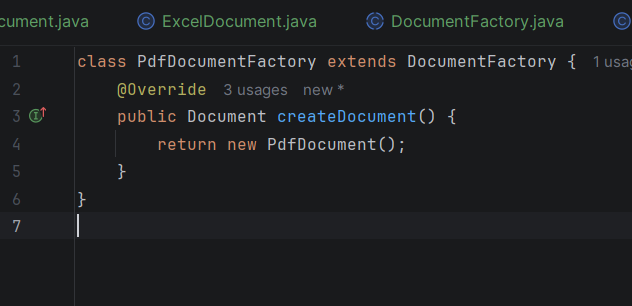 cument.java ExcelDocument.java DocumentFactory.java
1 class PdfDocumentFactory extends DocumentFactory { 1 usag
2 @Override 3 usages new *
3 public Document createDocument() {
4 return new PdfDocument();
5 }
6 }
7